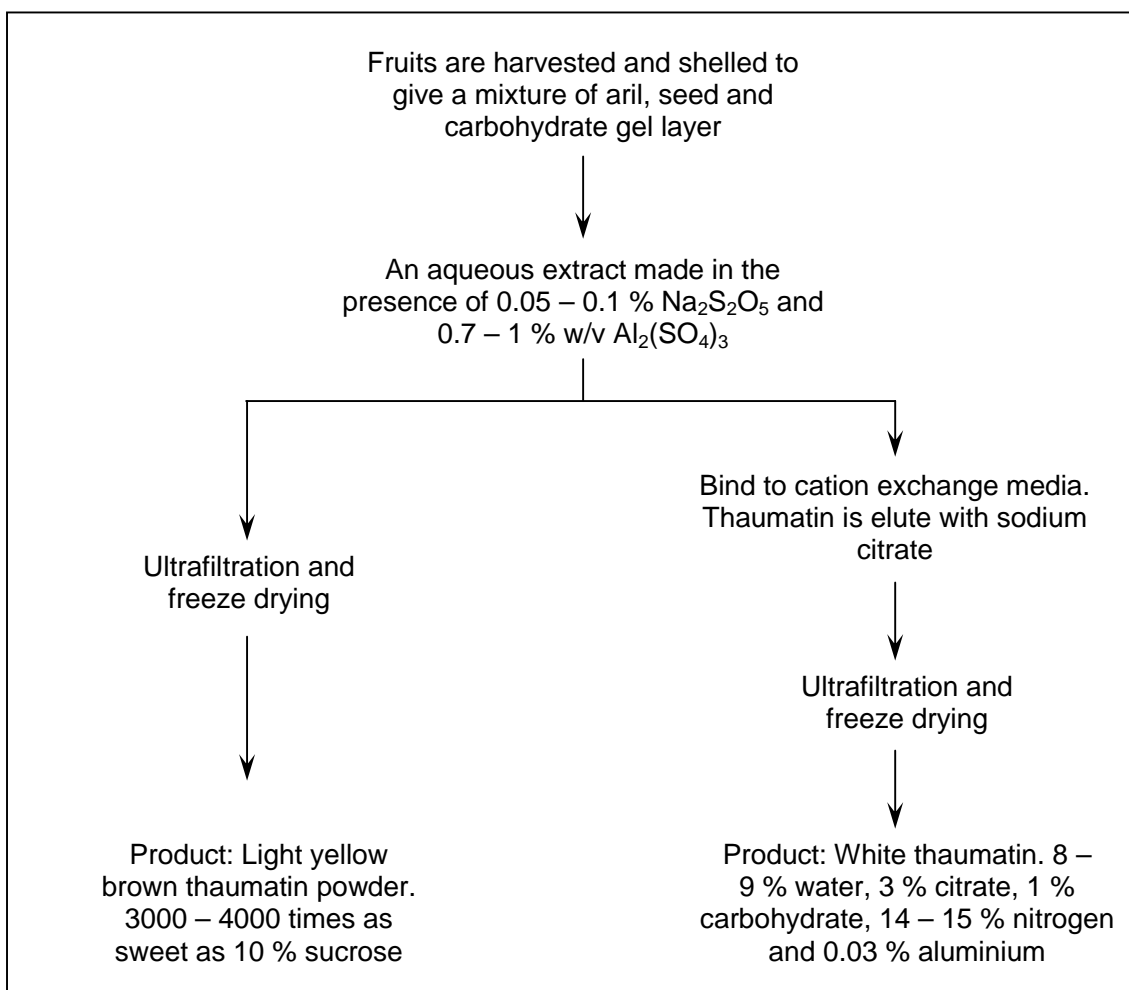 Fruits are harvested and shelled to
give a mixture of aril, seed and
carbohydrate gel layer
An aqueous extract made in the
presence of 0.05 – 0.1 % Na₂S₂O₅ and
0.7 – 1 % w/v Al₂(SO₄)₃
Ultrafiltration and
freeze drying
Product: Light yellow
brown thaumatin powder.
3000 – 4000 times as
sweet as 10 % sucrose
Bind to cation exchange media.
Thaumatin is elute with sodium
citrate
Ultrafiltration and
freeze drying
Product: White thaumatin. 8 –
9 % water, 3 % citrate, 1 %
carbohydrate, 14 – 15 % nitrogen
and 0.03 % aluminium